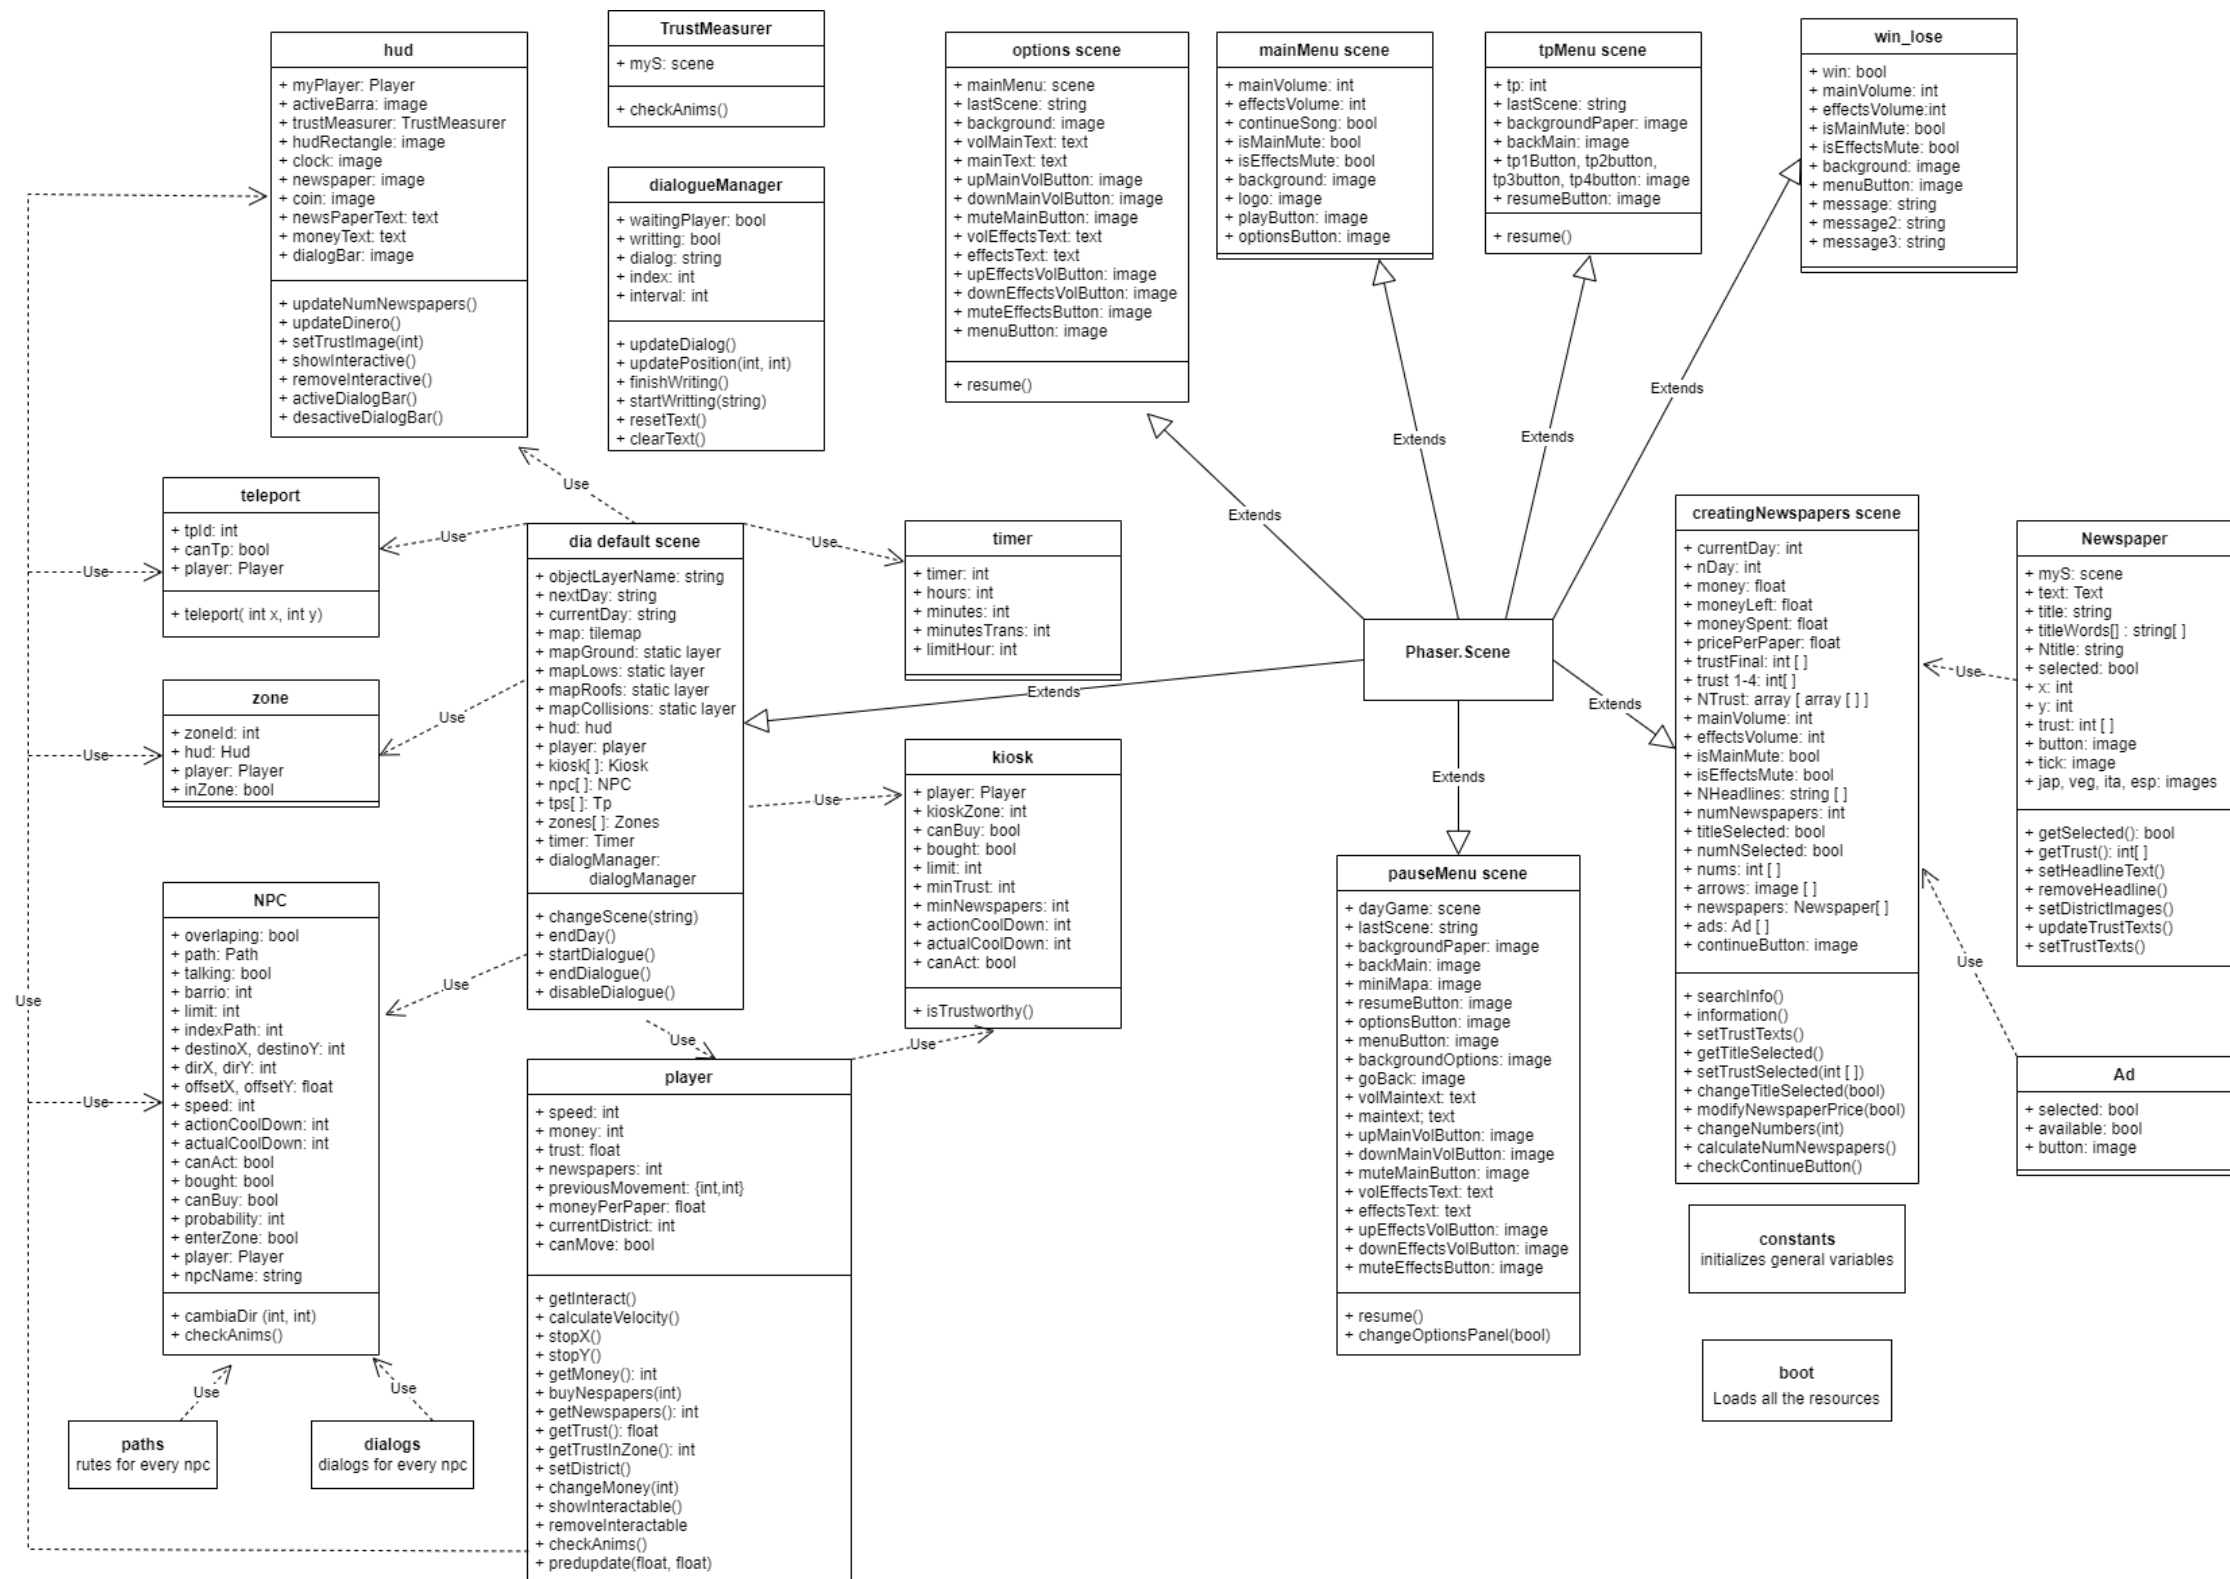 hud
+ myPlayer: Player
+ activeBarra: image
+ trustMeasurer: TrustMeasurer
+ hudRectangle: image
+ clock: image
+ newspaper: image
+ coin: image
+ newsPaperText: text
+ moneyText: text
+ dialogBar: image
+ updateNumNewspapers()
+ updateDinero()
+ setTrustImage(int)
+ showInteractive()
+ removeInteractive()
+ activeDialogBar()
+ desactiveDialogBar()
TrustMeasurer
+ myS: scene
+ checkAnims()
dialogueManager
+ waitingPlayer: bool
+ writting: bool
+ dialog: string
+ index: int
+ interval: int
+ updateDialog()
+ updatePosition(int, int)
+ finishWriting()
+ startWritting(string)
+ resetText()
+ clearText()
options scene
+ mainMenu: scene
+ lastScene: string
+ background: image
+ volMainText: text
+ mainText: text
+ upMainVolButton: image
+ downMainVolButton: image
+ muteMainButton: image
+ volEffectsText: text
+ effectsText: text
+ upEffectsVolButton: image
+ downEffectsVolButton: image
+ muteEffectsButton: image
+ menuButton: image
+ resume()
mainMenu scene
+ mainVolume: int
+ effectsVolume: int
+ continueSong: bool
+ isMainMute: bool
+ isEffectsMute: bool
+ background: image
+ logo: image
+ playButton: image
+ optionsButton: image
tpMenu scene
+ tp: int
+ lastScene: string
+ backgroundPaper: image
+ backMain: image
+ tp1Button, tp2button,
tp3button, tp4button: image
+ resumeButton: image
+ resume()
win_lose
+ win: bool
+ mainVolume: int
+ effectsVolume:int
+ isMainMute: bool
+ isEffectsMute: bool
+ background: image
+ menuButton: image
+ message: string
+ message2: string
+ message3: string
Extends
Extends
Extends
Extends
Use
teleport
+ tpId: int
+ canTp: bool
+ player: Player
+ teleport( int x, int y)
Use
Use
Use
dia default scene
+ objectLayerName: string
+ nextDay: string
+ currentDay: string
+ map: tilemap
+ mapGround: static layer
+ mapLows: static layer
+ mapRoofs: static layer
+ mapCollisions: static layer
+ hud: hud
+ player: player
+ kiosk[ ]: Kiosk
+ npc[ ]: NPC
+ tps[ ]: Tp
+ zones[ ]: Zones
+ timer: Timer
+ dialogManager:
dialogManager
+ changeScene(string)
+ endDay()
+ startDialogue()
+ endDialogue()
+ disableDialogue()
timer
+ timer: int
+ hours: int
+ minutes: int
+ minutesTrans: int
+ limitHour: int
Extends
Phaser.Scene
Extends
Extends
creatingNewspapers scene
+ currentDay: int
+ nDay: int
+ money: float
+ moneyLeft: float
+ moneySpent: float
+ pricePerPaper: float
+ trustFinal: int [ ]
+ trust 1-4: int[ ]
+ NTrust: array [ array [ ] ]
+ mainVolume: int
+ effectsVolume: int
+ isMainMute: bool
+ isEffectsMute: bool
+ NHeadlines: string [ ]
+ numNewspapers: int
+ titleSelected: bool
+ numNSelected: bool
+ nums: int [ ]
+ arrows: image [ ]
+ newspapers: Newspaper[ ]
+ ads: Ad [ ]
+ continueButton: image
+ searchInfo()
+ information()
+ setTrustTexts()
+ getTitleSelected()
+ setTrustSelected(int [ ])
+ changeTitleSelected(bool)
+ modifyNewspaperPrice(bool)
+ changeNumbers(int)
+ calculateNumNewspapers()
+ checkContinueButton()
Use
Newspaper
+ myS: scene
+ text: Text
+ title: string
+ titleWords[] : string[ ]
+ Ntitle: string
+ selected: bool
+ x: int
+ y: int
+ trust: int [ ]
+ button: image
+ tick: image
+ jap, veg, ita, esp: images
+ getSelected(): bool
+ getTrust(): int[ ]
+ setHeadlineText()
+ removeHeadline()
+ setDistrictImages()
+ updateTrustTexts()
+ setTrustTexts()
Use
Ad
+ selected: bool
+ available: bool
+ button: image
zone
+ zoneId: int
+ hud: Hud
+ player: Player
+ inZone: bool
Use
Use
Use
kiosk
+ player: Player
+ kioskZone: int
+ canBuy: bool
+ bought: bool
+ limit: int
+ minTrust: int
+ minNewspapers: int
+ actionCoolDown: int
+ actualCoolDown: int
+ canAct: bool
+ isTrustworthy()
pauseMenu scene
+ dayGame: scene
+ lastScene: string
+ backgroundPaper: image
+ backMain: image
+ miniMapa: image
+ resumeButton: image
+ optionsButton: image
+ menuButton: image
+ backgroundOptions: image
+ goBack: image
+ volMaintext: text
+ maintext; text
+ upMainVolButton: image
+ downMainVolButton: image
+ muteMainButton: image
+ volEffectsText: text
+ effectsText: text
+ upEffectsVolButton: image
+ downEffectsVolButton: image
+ muteEffectsButton: image
+ resume()
+ changeOptionsPanel(bool)
NPC
+ overlaping: bool
+ path: Path
+ talking: bool
+ barrio: int
+ limit: int
+ indexPath: int
+ destinoX, destinoY: int
+ dirX, dirY: int
+ offsetX, offsetY: float
+ speed: int
+ actionCoolDown: int
+ actualCoolDown: int
+ canAct: bool
+ bought: bool
+ canBuy: bool
+ probability: int
+ enterZone: bool
+ player: Player
+ npcName: string
+ cambiaDir (int, int)
+ checkAnims()
Use
Use
Use
Use
Use
player
+ speed: int
+ money: int
+ trust: float
+ newspapers: int
+ previousMovement: {int,int}
+ moneyPerPaper: float
+ currentDistrict: int
+ canMove: bool
+ getInteract()
+ calculateVelocity()
+ stopX()
+ stopY()
+ getMoney(): int
+ buyNespapers(int)
+ getNewspapers(): int
+ getTrust(): float
+ getTrustInZone(): int
+ setDistrict()
+ changeMoney(int)
+ showInteractable()
+ removeInteractable
+ checkAnims()
+ predupdate(float, float)
Use
Use
paths
rutes for every npc
dialogs
dialogs for every npc
constants
initializes general variables
boot
Loads all the resources